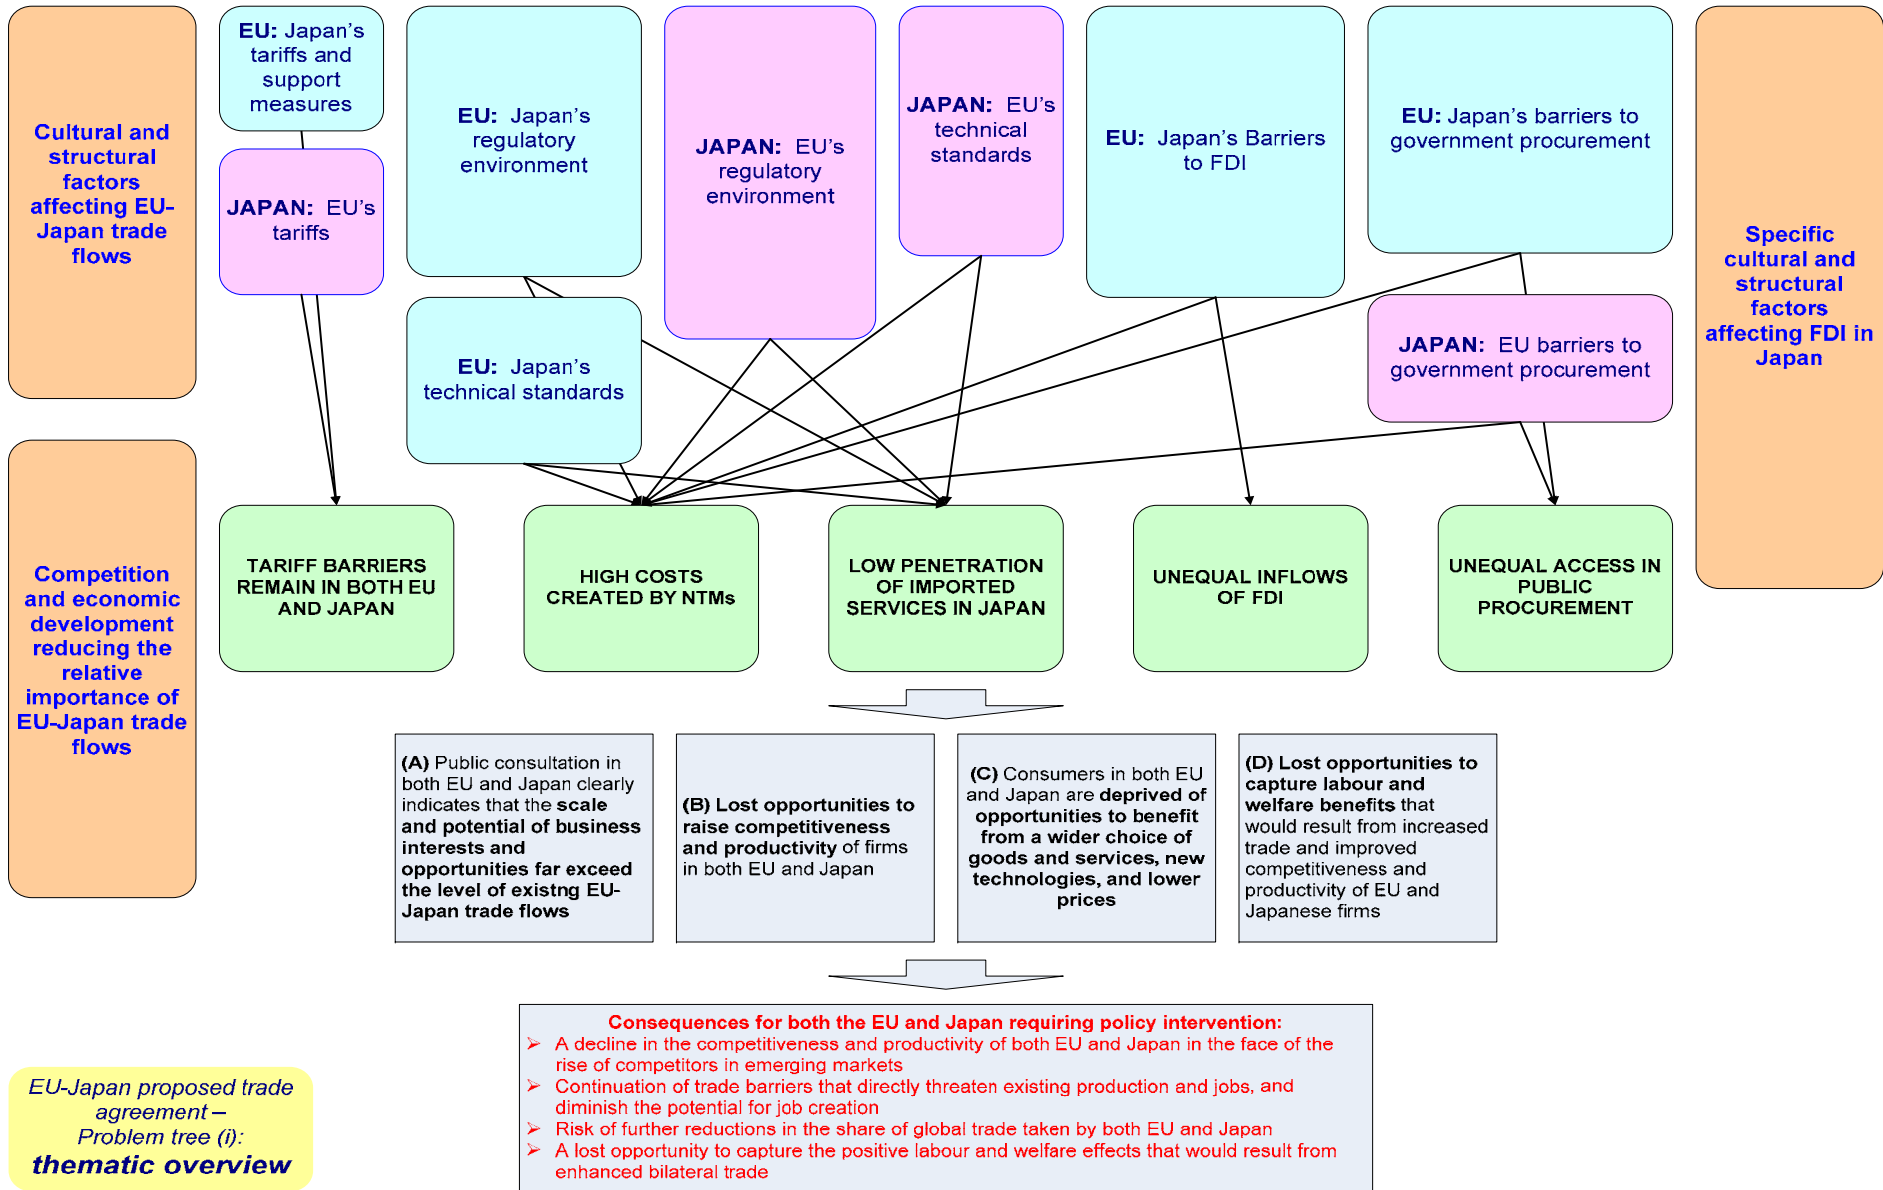 Cultural and
structural
factors
affecting EU-
Japan trade
flows
EU: Japan's
tariffs and
support
measures
JAPAN: EU's
tariffs
EU: Japan's
regulatory
environment
EU: Japan's
technical standards
JAPAN: EU's
regulatory
environment
JAPAN: EU's
technical
standards
EU: Japan's Barriers
to FDI
EU: Japan's barriers to
government procurement
JAPAN: EU barriers to
government procurement
Specific
cultural and
structural
factors
affecting FDI in
Japan
Competition
and economic
development
reducing the
relative
importance of
EU-Japan trade
flows
TARIFF BARRIERS
REMAIN IN BOTH EU
AND JAPAN
HIGH COSTS
CREATED BY NTMs
LOW PENETRATION
OF IMPORTED
SERVICES IN JAPAN
UNEQUAL INFLOWS
OF FDI
UNEQUAL ACCESS IN
PUBLIC
PROCUREMENT
(A) Public consultation in
both EU and Japan clearly
indicates that the scale
and potential of business
interests and
opportunities far exceed
the level of existng EU-
Japan trade flows
(B) Lost opportunities to
raise competitiveness
and productivity of firms
in both EU and Japan
(C) Consumers in both EU
and Japan are deprived of
opportunities to benefit
from a wider choice of
goods and services, new
technologies, and lower
prices
(D) Lost opportunities to
capture labour and
welfare benefits that
would result from increased
trade and improved
competitiveness and
productivity of EU and
Japanese firms
Consequences for both the EU and Japan requiring policy intervention:
➢ A decline in the competitiveness and productivity of both EU and Japan in the face of the
rise of competitors in emerging markets
➢ Continuation of trade barriers that directly threaten existing production and jobs, and
diminish the potential for job creation
➢ Risk of further reductions in the share of global trade taken by both EU and Japan
➢ A lost opportunity to capture the positive labour and welfare effects that would result from
enhanced bilateral trade
EU-Japan proposed trade
agreement –
Problem tree (i):
thematic overview